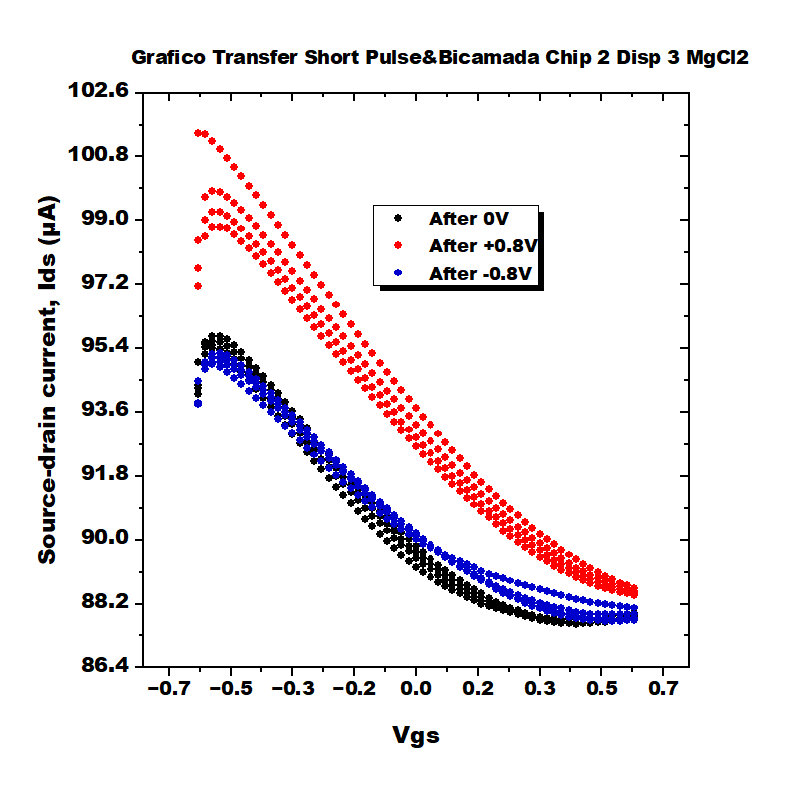 Grafico Transfer Short Pulse&Bicamada Chip 2 Disp 3 MgCl2
102.6
100.8
99.0
97.2
95.4
93.6
91.8
90.0
88.2
86.4
Source-drain current, Ids (µA)
After 0V
After +0.8V
After -0.8V
−0.7 −0.5 −0.3 −0.2 0.0 0.2 0.3 0.5 0.7
Vgs